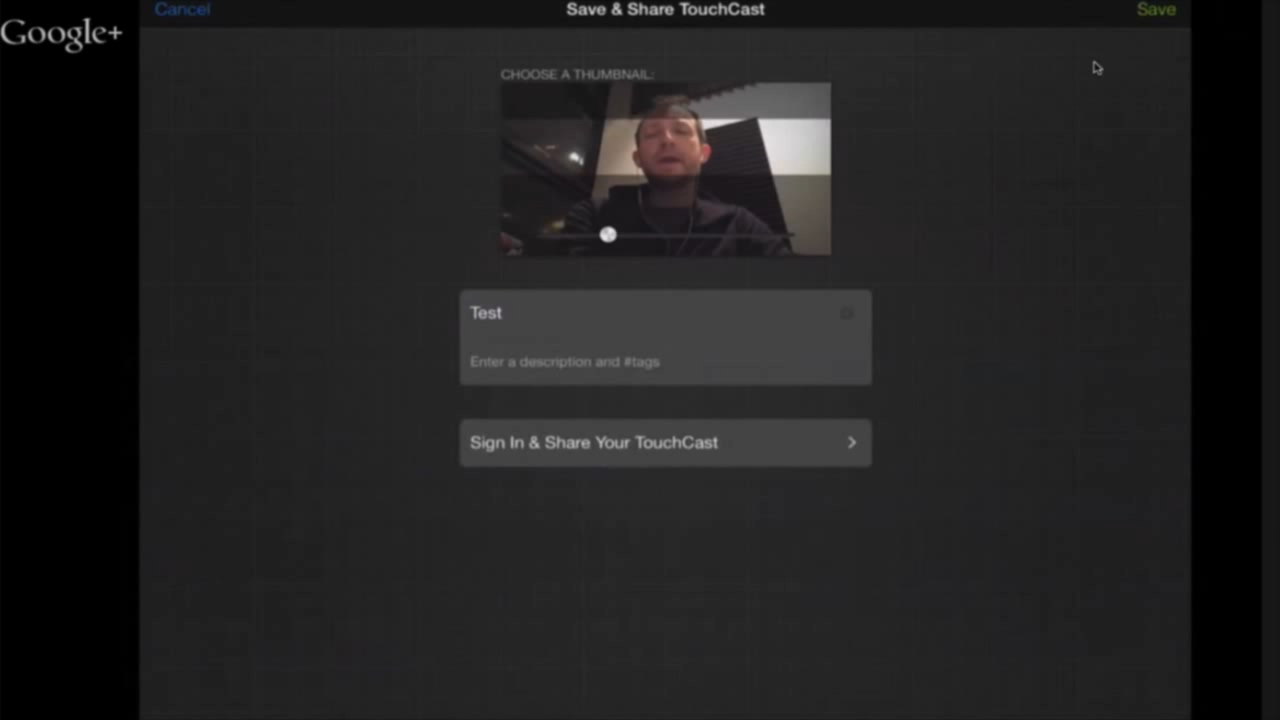 Cancel
Save & Share TouchCast
Save
Google+
CHOOSE A THUMBNAIL:
Test
Enter a description and #tags
Sign In & Share Your TouchCast